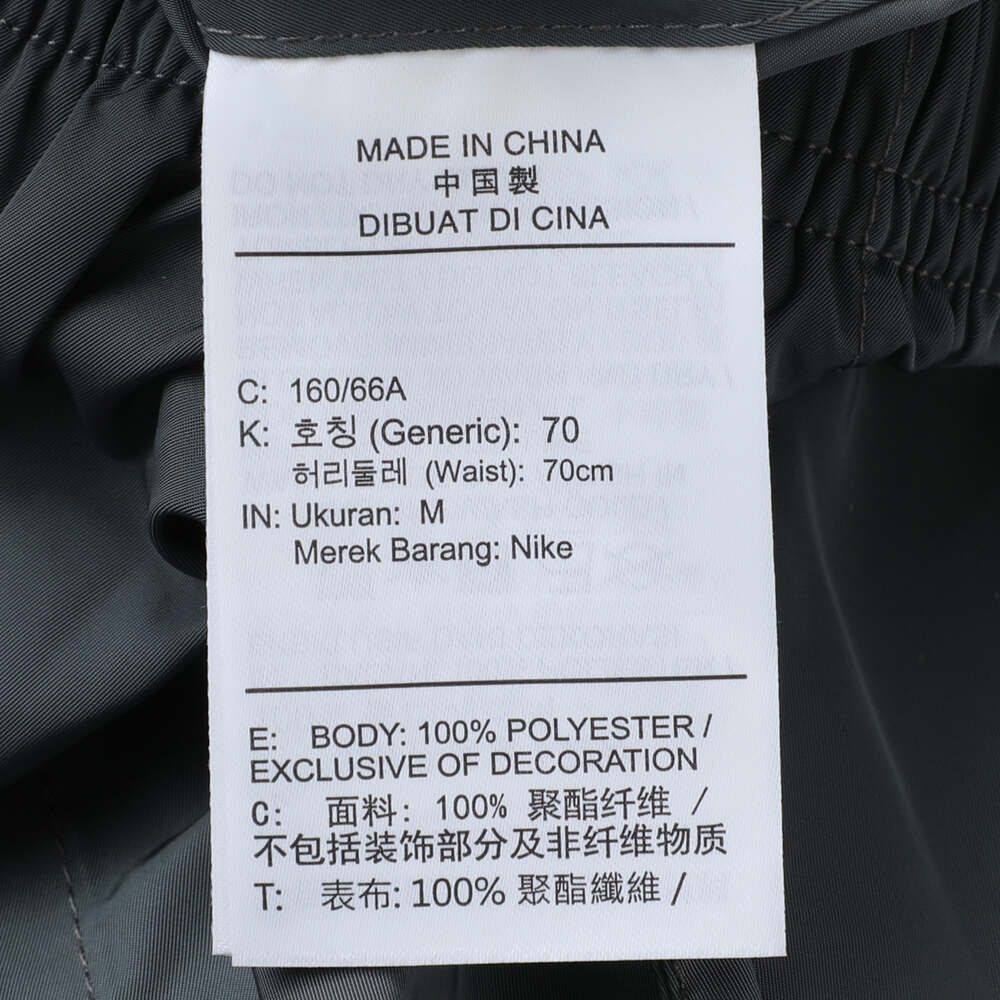 MADE IN CHINA
中国製
DIBUAT DI CINA
C: 160/66A
K: 호칭 (Generic): 70
허리둘레 (Waist): 70cm
IN: Ukuran: M
Merek Barang: Nike
E: BODY: 100% POLYESTER /
EXCLUSIVE OF DECORATION
C: 面料: 100% 聚酯纤维 /
不包括装饰部分及非纤维物质
T: 表布: 100% 聚酯纖維 /